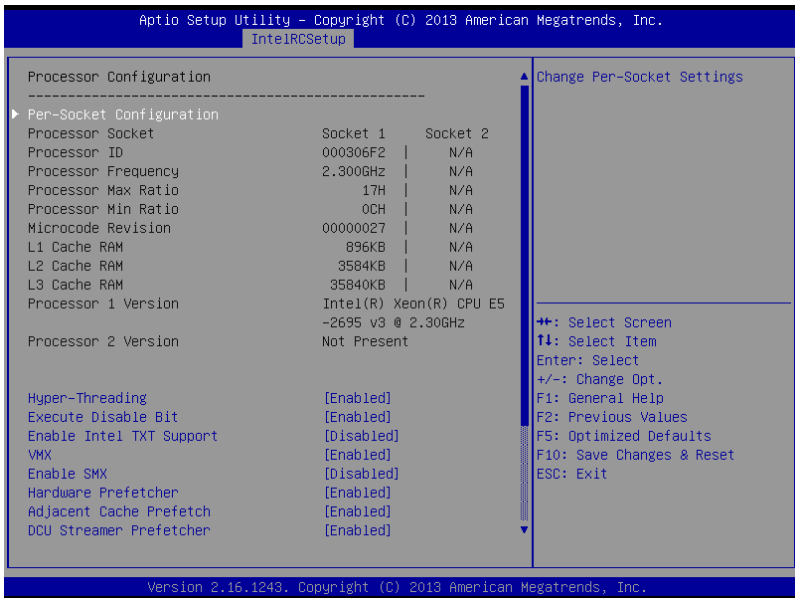 Aptio Setup Utility – Copyright (C) 2013 American Megatrends, Inc.
IntelRCSetup
Processor Configuration
--------------------------------------------------
Per-Socket Configuration
Processor Socket Socket 1 Socket 2
Processor ID 000306F2 | N/A
Processor Frequency 2.300GHz | N/A
Processor Max Ratio 17H | N/A
Processor Min Ratio 0CH | N/A
Microcode Revision 00000027 | N/A
L1 Cache RAM 896KB | N/A
L2 Cache RAM 3584KB | N/A
L3 Cache RAM 35840KB | N/A
Processor 1 Version Intel(R) Xeon(R) CPU E5
-2695 v3 @ 2.30GHz
Processor 2 Version Not Present
Hyper-Threading [Enabled]
Execute Disable Bit [Enabled]
Enable Intel TXT Support [Disabled]
VMX [Enabled]
Enable SMX [Disabled]
Hardware Prefetcher [Enabled]
Adjacent Cache Prefetch [Enabled]
DCU Streamer Prefetcher [Enabled]
Change Per-Socket Settings
→←: Select Screen
↑↓: Select Item
Enter: Select
+/-: Change Opt.
F1: General Help
F2: Previous Values
F5: Optimized Defaults
F10: Save Changes & Reset
ESC: Exit
Version 2.16.1243. Copyright (C) 2013 American Megatrends, Inc.